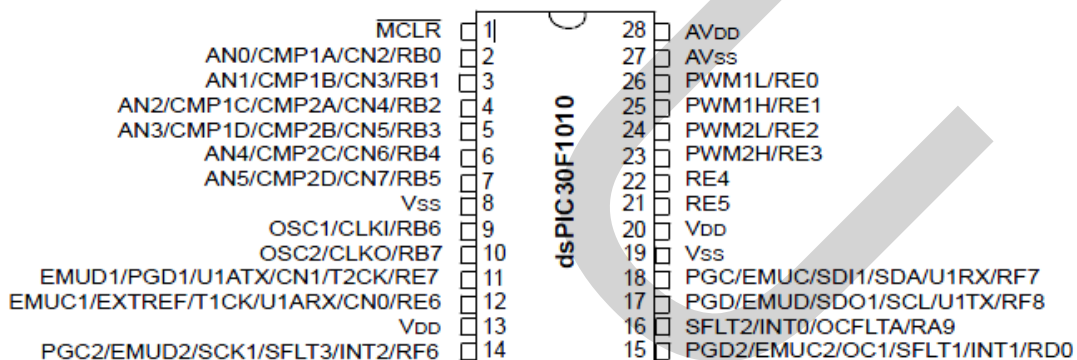 MCLR 1 28 AVDD
AN0/CMP1A/CN2/RB0 2 27 AVSS
AN1/CMP1B/CN3/RB1 3 26 PWM1L/RE0
AN2/CMP1C/CMP2A/CN4/RB2 4 25 PWM1H/RE1
AN3/CMP1D/CMP2B/CN5/RB3 5 24 PWM2L/RE2
AN4/CMP2C/CN6/RB4 6 23 PWM2H/RE3
AN5/CMP2D/CN7/RB5 7 22 RE4
VSS 8 21 RE5
OSC1/CLKI/RB6 9 20 VDD
OSC2/CLKO/RB7 10 19 VSS
EMUD1/PGD1/U1ATX/CN1/T2CK/RE7 11 18 PGC/EMUC/SDI1/SDA/U1RX/RF7
EMUC1/EXTREF/T1CK/U1ARX/CN0/RE6 12 17 PGD/EMUD/SDO1/SCL/U1TX/RF8
VDD 13 16 SFLT2/INT0/OCFLTA/RA9
PGC2/EMUD2/SCK1/SFLT3/INT2/RF6 14 15 PGD2/EMUC2/OC1/SFLT1/INT1/RD0
dsPIC30F1010